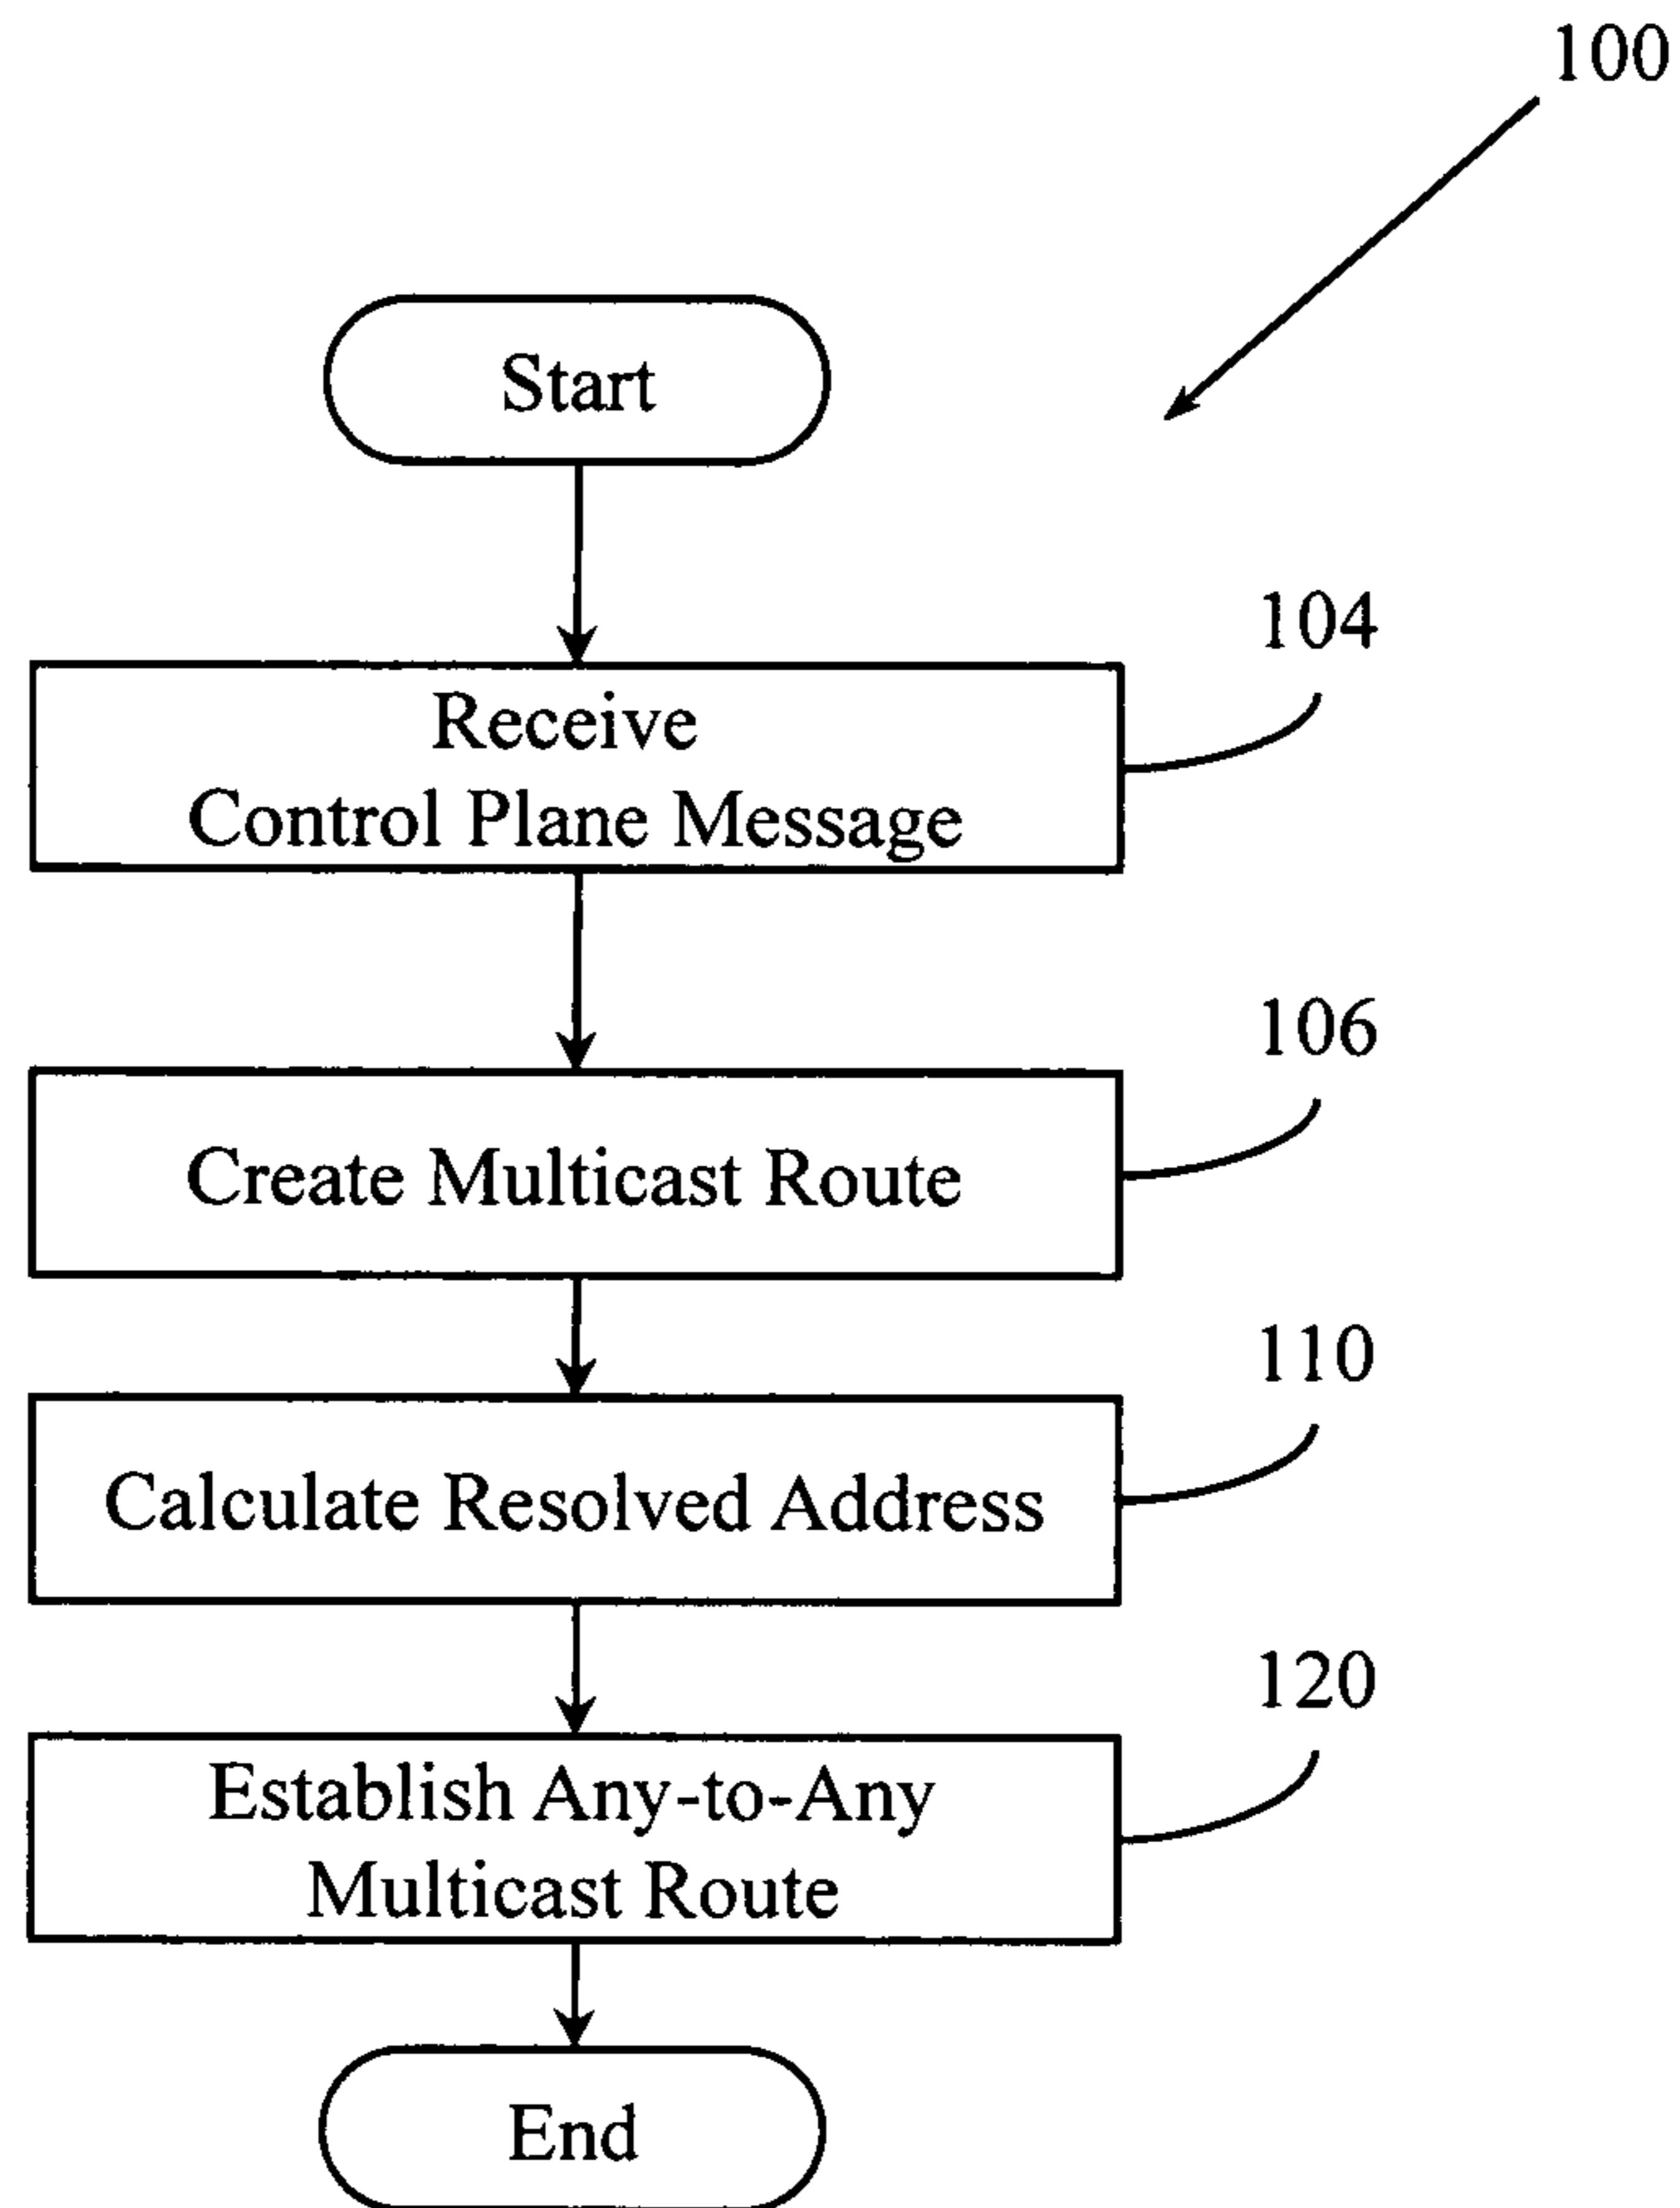 100
Start
104
Receive
Control Plane Message
106
Create Multicast Route
110
Calculate Resolved Address
120
Establish Any-to-Any
Multicast Route
End